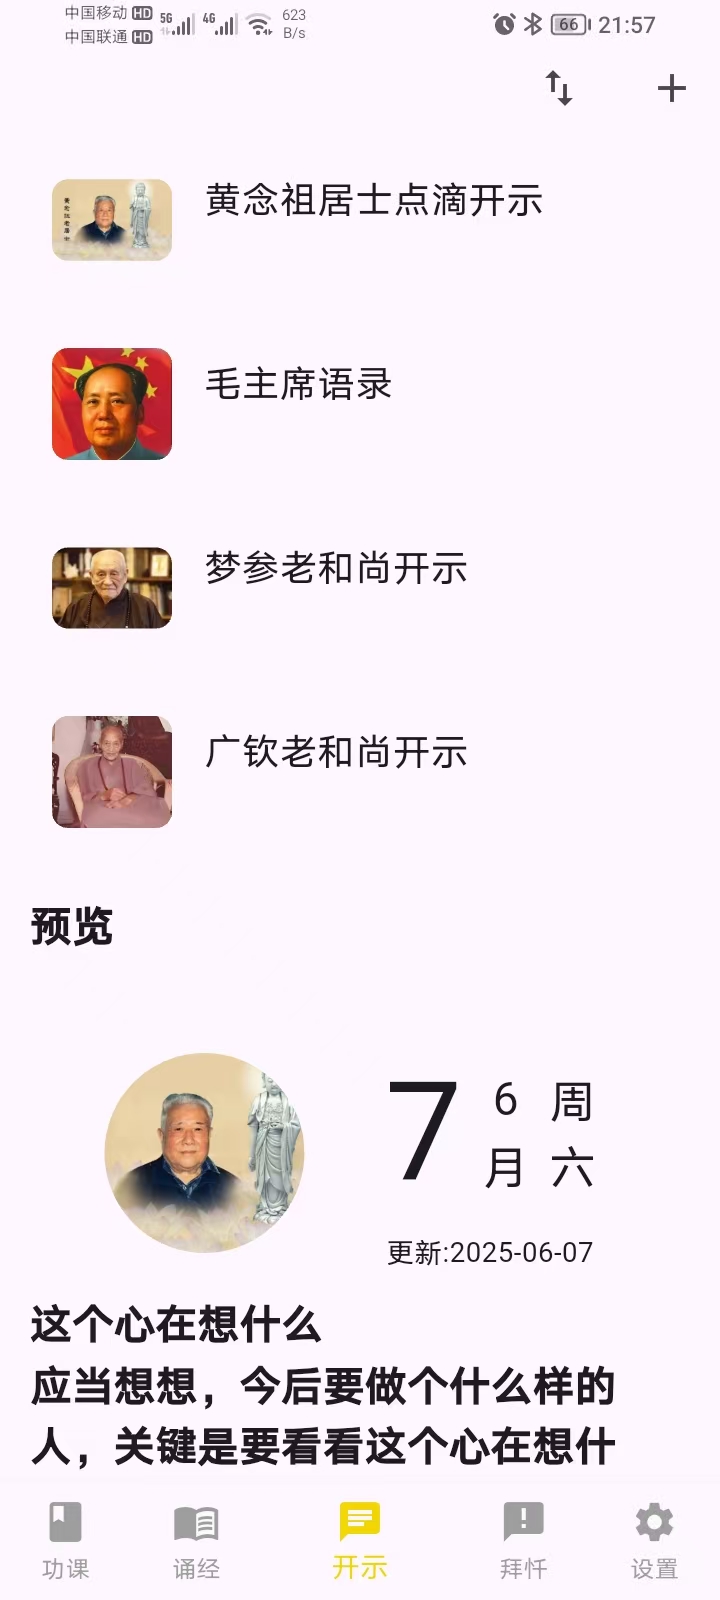 中国移动 HD 5G 4G 623 B/s 66 21:57
中国联通 HD
黄念祖居士点滴开示
毛主席语录
梦参老和尚开示
广钦老和尚开示
预览
7 6月 周六
更新:2025-06-07
这个心在想什么
应当想想，今后要做个什么样的
人，关键是要看看这个心在想什
功课 诵经 开示 拜忏 设置